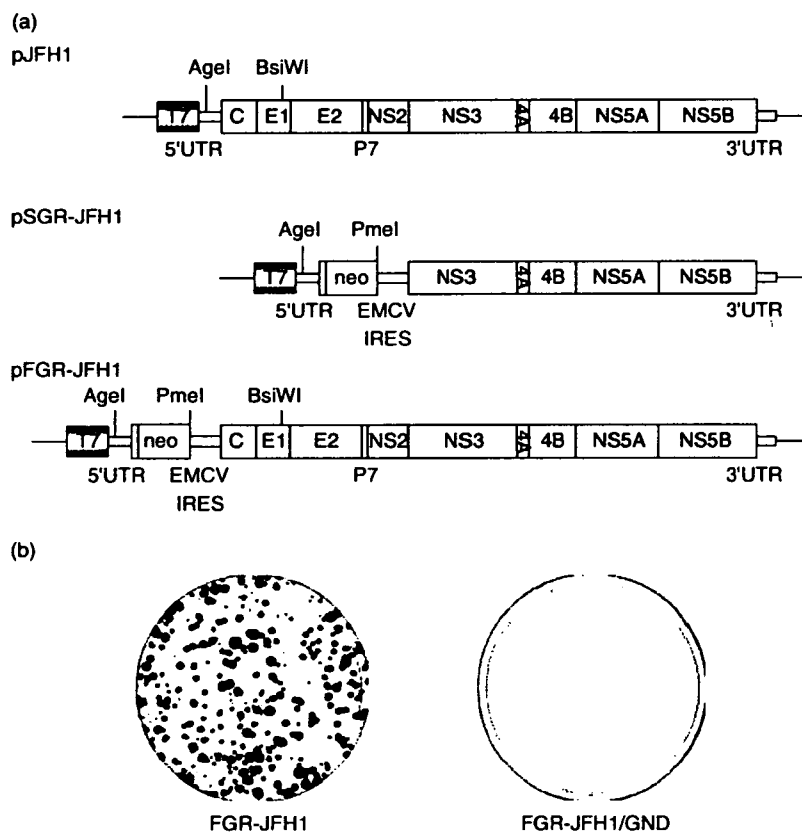 (a)
pJFH1
AgeI BsiWI
T7 C E1 E2 NS2 NS3 4A 4B NS5A NS5B
5'UTR P7 3'UTR
pSGR-JFH1
AgeI PmeI
T7 neo NS3 4A 4B NS5A NS5B
5'UTR EMCV 3'UTR
IRES
pFGR-JFH1
AgeI PmeI BsiWI
T7 neo C E1 E2 NS2 NS3 4A 4B NS5A NS5B
5'UTR EMCV P7 3'UTR
IRES
(b)
FGR-JFH1 FGR-JFH1/GND